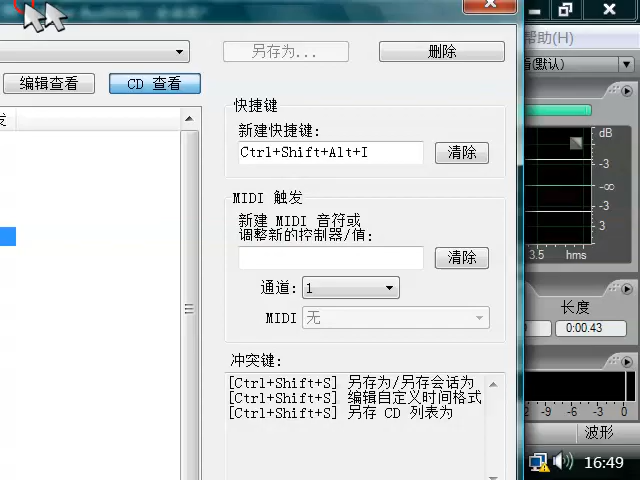 帮助(H)
另存为...
删除
(默认)
编辑查看
CD 查看
发
快捷键
新建快捷键:
Ctrl+Shift+Alt+I
清除
dB
-3
-∞
-3
3
MIDI 触发
新建 MIDI 音符或
调整新的控制器/值:
清除
3.5
hms
通道:
1
长度
MIDI
无
0:00.43
冲突键:
[Ctrl+Shift+S] 另存为/另存会话为
[Ctrl+Shift+S] 编辑自定义时间格式
[Ctrl+Shift+S] 另存 CD 列表为
-9
-6
-3
0
波形
16:49